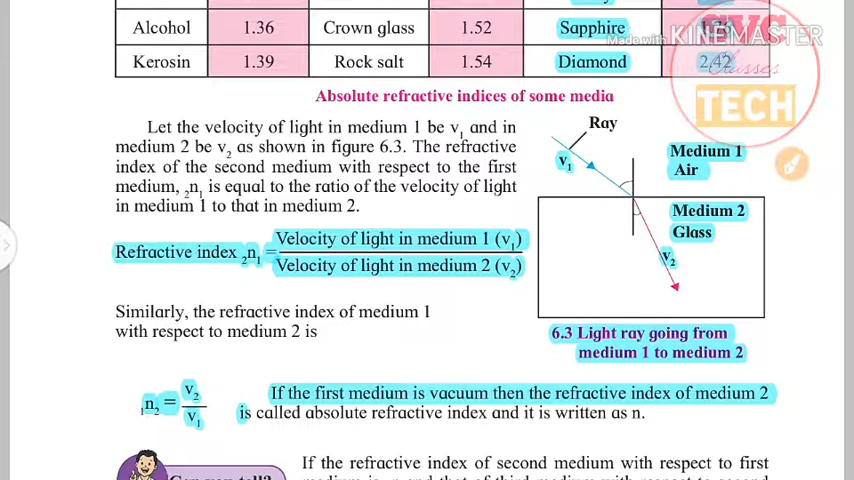 Alcohol 1.36 Crown glass 1.52 Sapphire
Kerosin 1.39 Rock salt 1.54 Diamond 2.42
Made with KINEMASTER
SVS
Classes
TECH
Absolute refractive indices of some media
Let the velocity of light in medium 1 be v₁ and in
medium 2 be v₂ as shown in figure 6.3. The refractive
index of the second medium with respect to the first
medium, ₂n₁ is equal to the ratio of the velocity of light
in medium 1 to that in medium 2.
Ray
v₁
Medium 1
Air
Medium 2
Glass
v₂
Refractive index ₂n₁ = Velocity of light in medium 1 (v₁)
Velocity of light in medium 2 (v₂)
Similarly, the refractive index of medium 1
with respect to medium 2 is
6.3 Light ray going from
medium 1 to medium 2
₁n₂ = v₂
v₁
If the first medium is vacuum then the refractive index of medium 2
is called absolute refractive index and it is written as n.
Can you tell?
If the refractive index of second medium with respect to first